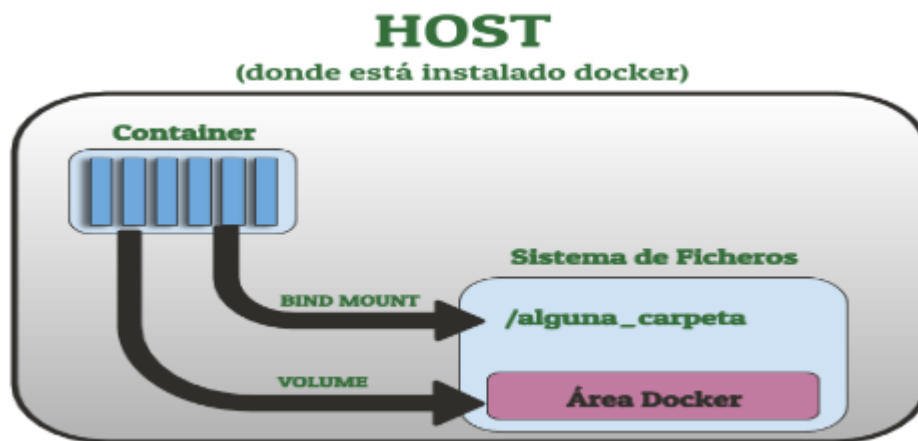 HOST
(donde está instalado docker)
Container
Sistema de Ficheros
BIND MOUNT
/alguna_carpeta
VOLUME
Área Docker